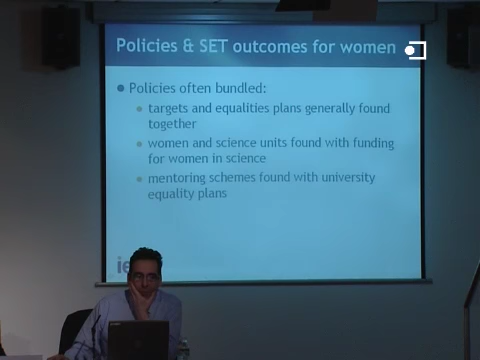 Policies & SET outcomes for women
Policies often bundled:
targets and equalities plans generally found
together
women and science units found with funding
for women in science
mentoring schemes found with university
equality plans